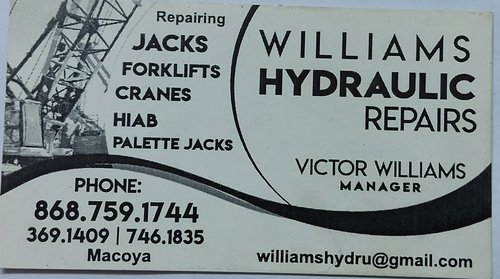 Repairing
JACKS
FORKLIFTS
CRANES
HIAB
PALETTE JACKS
WILLIAMS
HYDRAULIC
REPAIRS
VICTOR WILLIAMS
MANAGER
PHONE:
868.759.1744
369.1409 | 746.1835
Macoya
williamshydru@gmail.com